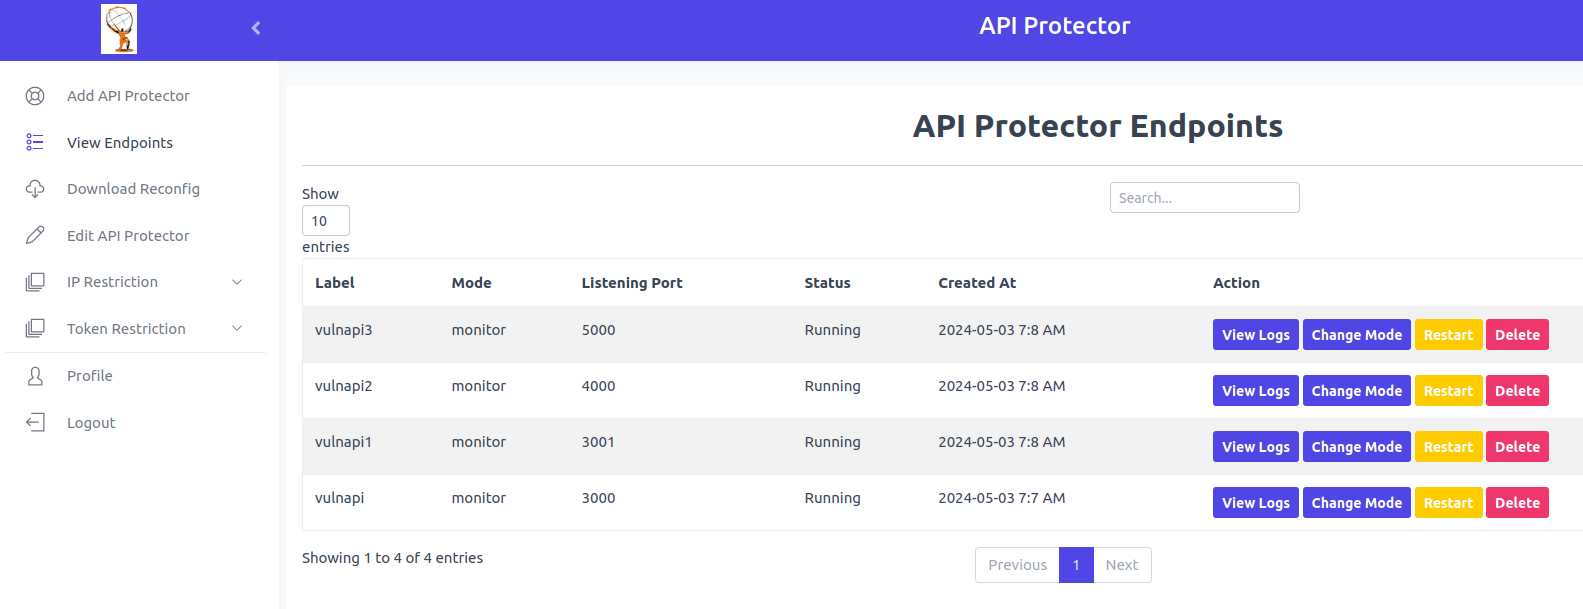 API Protector
Add API Protector
View Endpoints
Download Reconfig
Edit API Protector
IP Restriction
Token Restriction
Profile
Logout
API Protector Endpoints
Show
10
entries
Search...
Label Mode Listening Port Status Created At Action
vulnapi3 monitor 5000 Running 2024-05-03 7:8 AM View Logs Change Mode Restart Delete
vulnapi2 monitor 4000 Running 2024-05-03 7:8 AM View Logs Change Mode Restart Delete
vulnapi1 monitor 3001 Running 2024-05-03 7:8 AM View Logs Change Mode Restart Delete
vulnapi monitor 3000 Running 2024-05-03 7:7 AM View Logs Change Mode Restart Delete
Showing 1 to 4 of 4 entries
Previous 1 Next